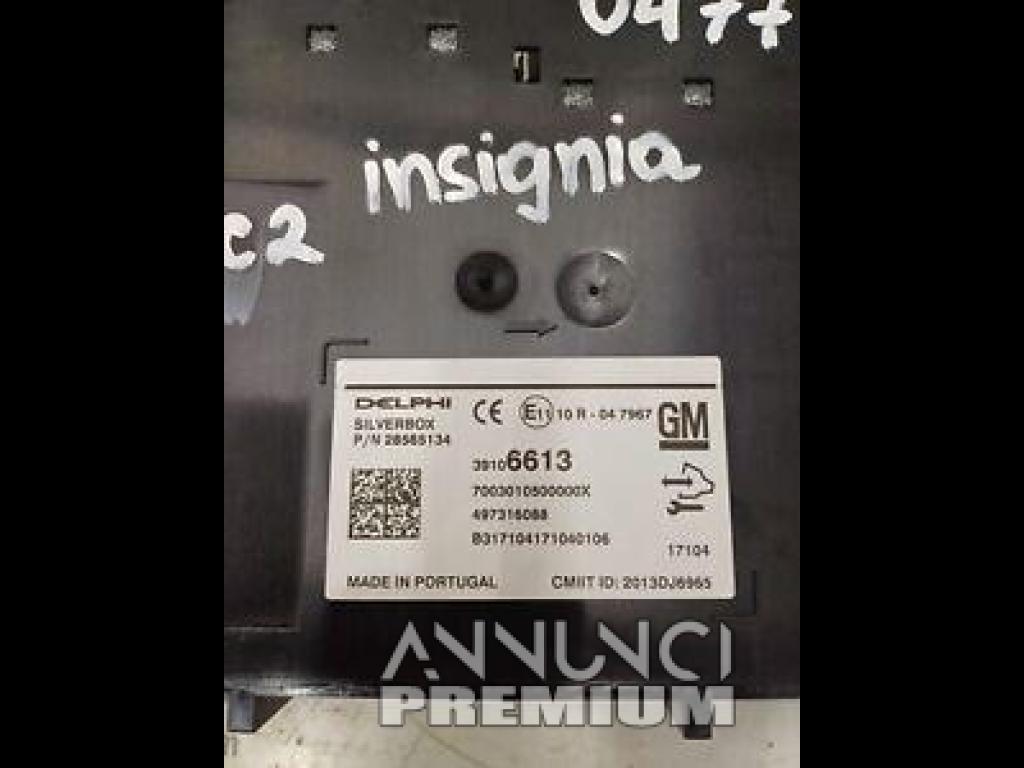 0477
insignia
c2
DELPHI
SILVERBOX
P/N 28565134
CE E11 10 R - 04 7967
GM
39106613
7003010500000X
497316088
B317104171040106
17104
MADE IN PORTUGAL
CMIIT ID: 2013DJ6965
ANNUNCI
PREMIUM